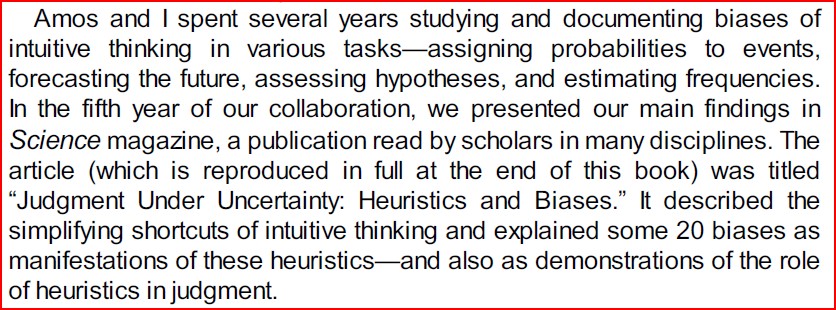 Amos and I spent several years studying and documenting biases of
intuitive thinking in various tasks—assigning probabilities to events,
forecasting the future, assessing hypotheses, and estimating frequencies.
In the fifth year of our collaboration, we presented our main findings in
Science magazine, a publication read by scholars in many disciplines. The
article (which is reproduced in full at the end of this book) was titled
“Judgment Under Uncertainty: Heuristics and Biases.” It described the
simplifying shortcuts of intuitive thinking and explained some 20 biases as
manifestations of these heuristics—and also as demonstrations of the role
of heuristics in judgment.